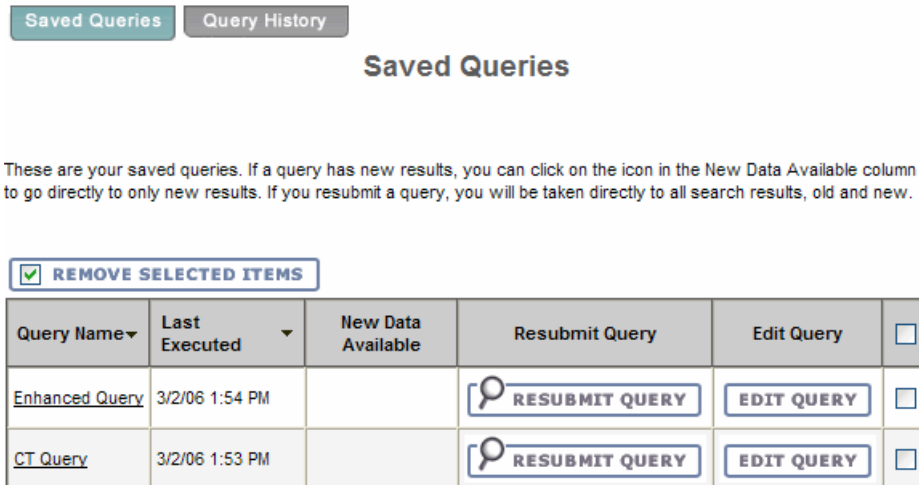 Saved Queries Query History
Saved Queries
These are your saved queries. If a query has new results, you can click on the icon in the New Data Available column
to go directly to only new results. If you resubmit a query, you will be taken directly to all search results, old and new.
REMOVE SELECTED ITEMS
Query Name Last Executed New Data Available Resubmit Query Edit Query
Enhanced Query 3/2/06 1:54 PM RESUBMIT QUERY EDIT QUERY
CT Query 3/2/06 1:53 PM RESUBMIT QUERY EDIT QUERY